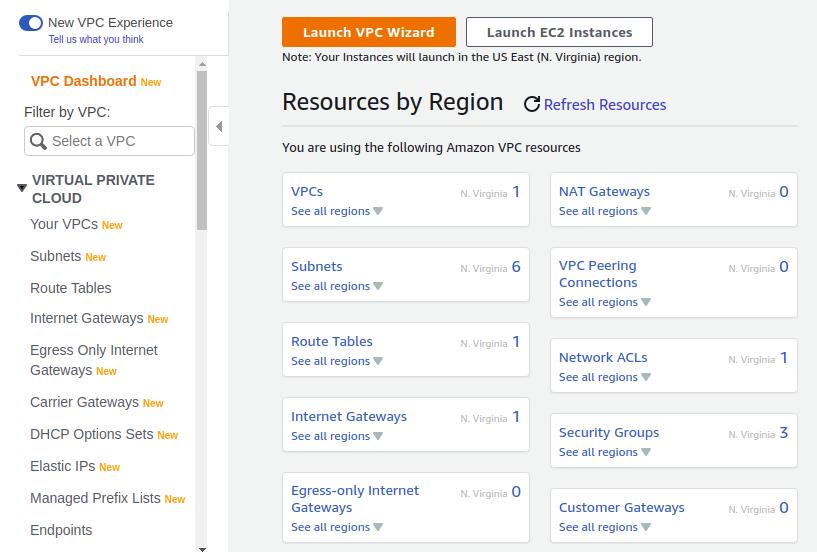 New VPC Experience
Tell us what you think
VPC Dashboard New
Filter by VPC:
Select a VPC
VIRTUAL PRIVATE
CLOUD
Your VPCs New
Subnets New
Route Tables
Internet Gateways New
Egress Only Internet
Gateways New
Carrier Gateways New
DHCP Options Sets New
Elastic IPs New
Managed Prefix Lists New
Endpoints
Launch VPC Wizard
Launch EC2 Instances
Note: Your Instances will launch in the US East (N. Virginia) region.
Resources by Region
Refresh Resources
You are using the following Amazon VPC resources
VPCs N. Virginia 1
See all regions
Subnets N. Virginia 6
See all regions
Route Tables N. Virginia 1
See all regions
Internet Gateways N. Virginia 1
See all regions
Egress-only Internet N. Virginia 0
Gateways
See all regions
NAT Gateways N. Virginia 0
See all regions
VPC Peering N. Virginia 0
Connections
See all regions
Network ACLs N. Virginia 1
See all regions
Security Groups N. Virginia 3
See all regions
Customer Gateways N. Virginia 0
See all regions